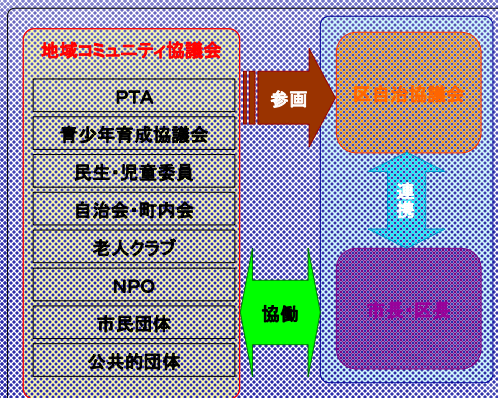 地域コミュニティ協議会
PTA
青少年育成協議会
民生・児童委員
自治会・町内会
老人クラブ
NPO
市民団体
公共的団体
参画
協働
区自治協議会
連携
市長・区長